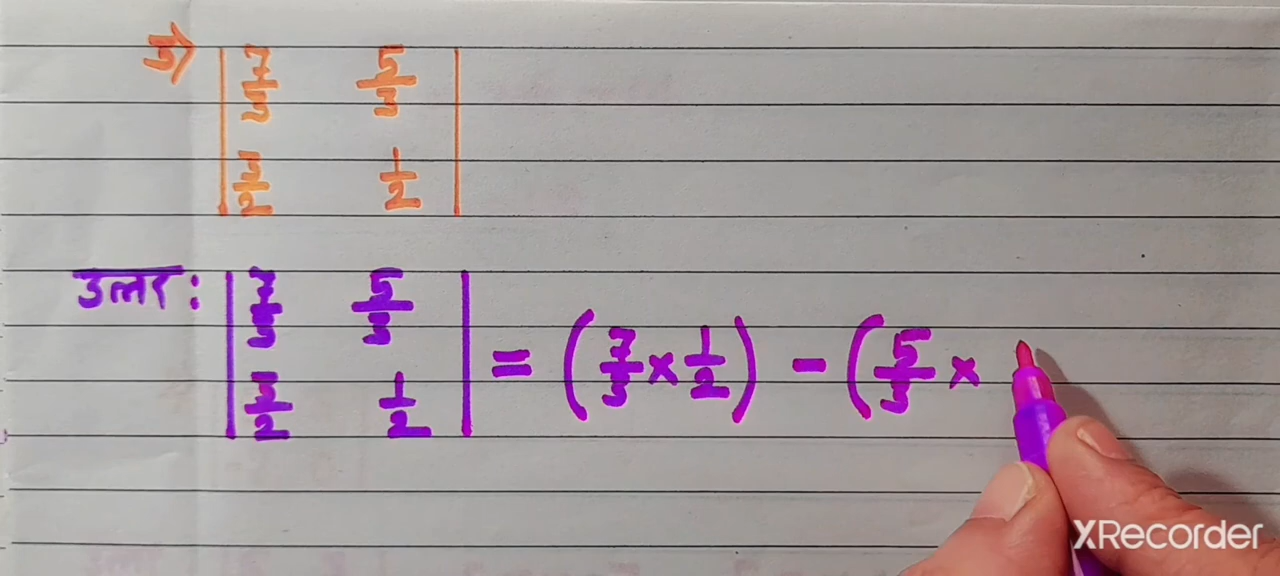 7/3 5/3
3/2 1/2
उत्तर: | 7/3 5/3 |
| 3/2 1/2 | = (7/3 × 1/2) - (5/3 ×
XRecorder